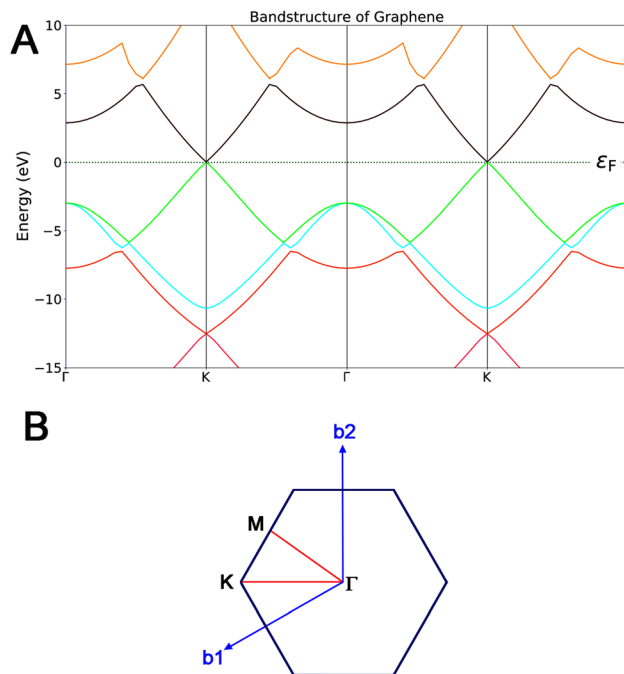 A
Bandstructure of Graphene
10
5
0
−5
−10
−15
Energy (eV)
εF
Γ K Γ K
B
b2
M
K Γ
b1